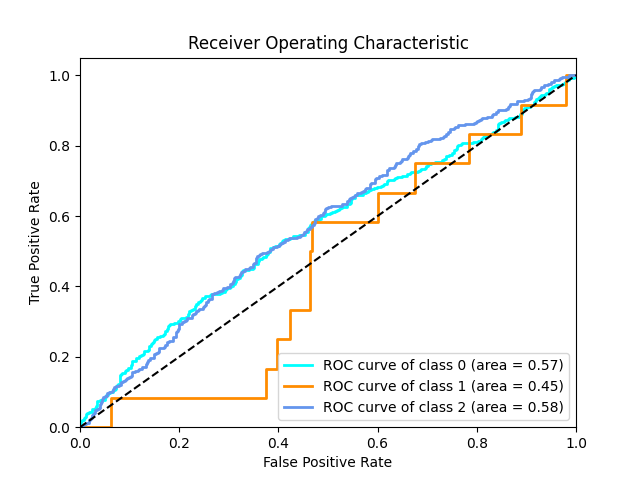 Receiver Operating Characteristic
True Positive Rate
1.0
0.8
0.6
0.4
0.2
0.0
ROC curve of class 0 (area = 0.57)
ROC curve of class 1 (area = 0.45)
ROC curve of class 2 (area = 0.58)
0.0 0.2 0.4 0.6 0.8 1.0
False Positive Rate